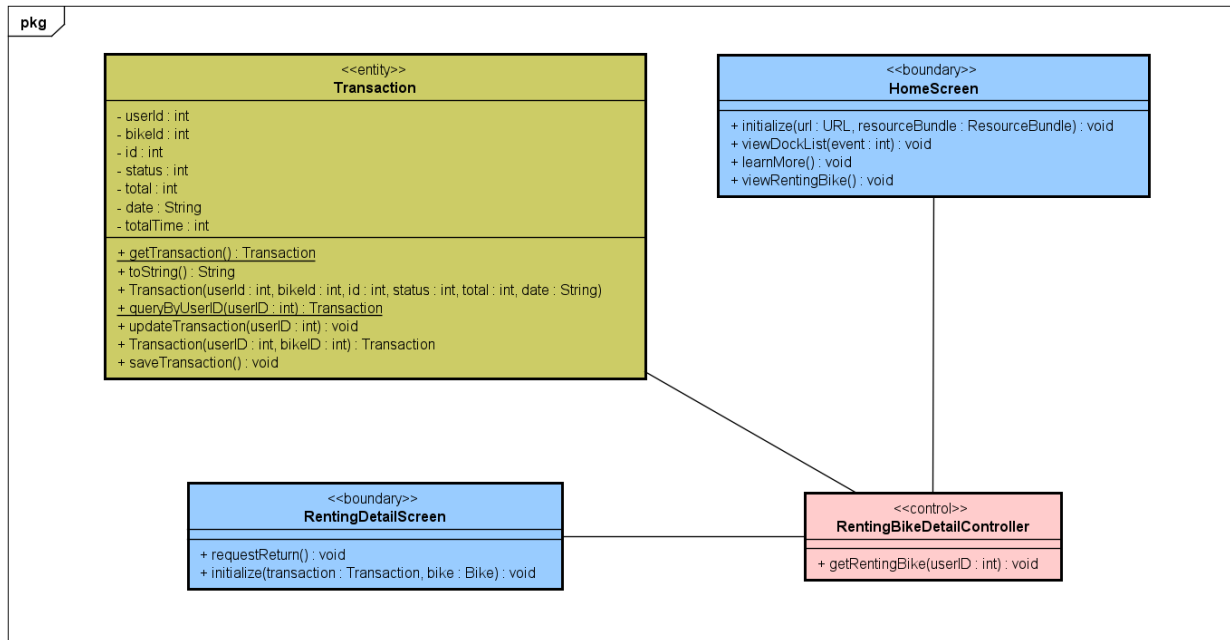 pkg
<<entity>>
Transaction
- userId : int
- bikeId : int
- id : int
- status : int
- total : int
- date : String
- totalTime : int
+ getTransaction() : Transaction
+ toString() : String
+ Transaction(userId : int, bikeId : int, id : int, status : int, total : int, date : String)
+ queryByUserID(userID : int) : Transaction
+ updateTransaction(userID : int) : void
+ Transaction(userID : int, bikeID : int) : Transaction
+ saveTransaction() : void
<<boundary>>
HomeScreen
+ initialize(url : URL, resourceBundle : ResourceBundle) : void
+ viewDockList(event : int) : void
+ learnMore() : void
+ viewRentingBike() : void
<<boundary>>
RentingDetailScreen
+ requestReturn() : void
+ initialize(transaction : Transaction, bike : Bike) : void
<<control>>
RentingBikeDetailController
+ getRentingBike(userID : int) : void